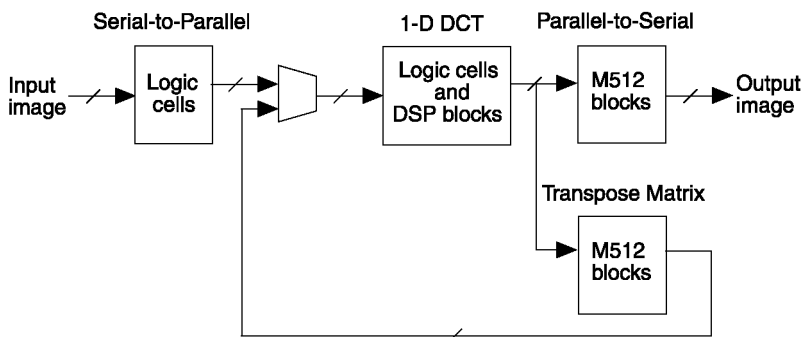 Serial-to-Parallel
1-D DCT
Parallel-to-Serial
Input
image
Logic
cells
Logic cells
and
DSP blocks
M512
blocks
Output
image
Transpose Matrix
M512
blocks